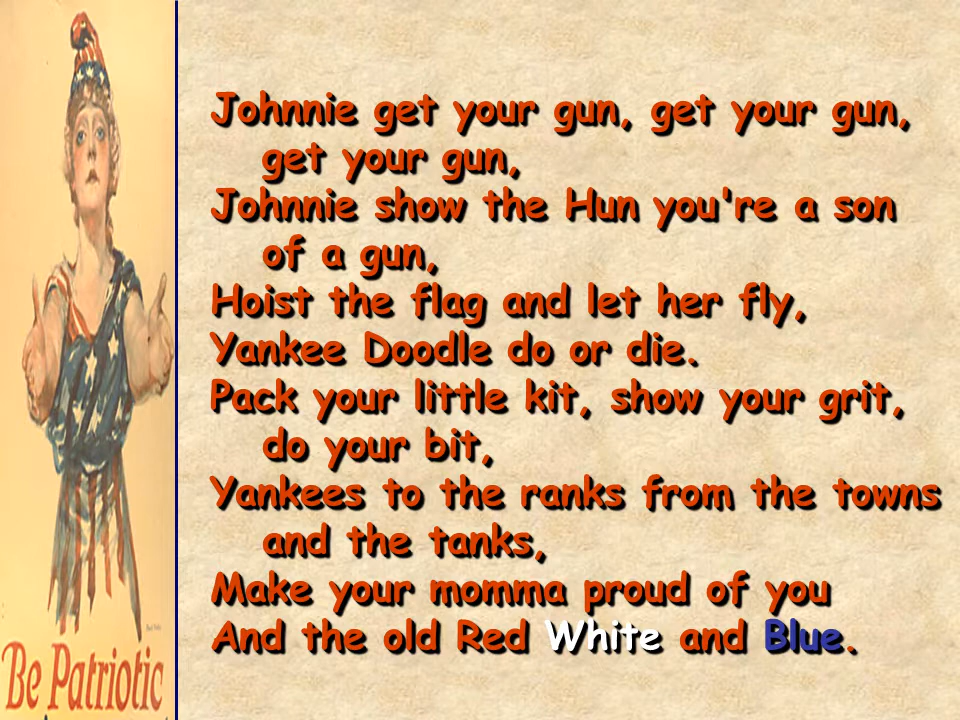 Johnnie get your gun, get your gun,
get your gun,
Johnnie show the Hun you're a son
of a gun,
Hoist the flag and let her fly,
Yankee Doodle do or die.
Pack your little kit, show your grit,
do your bit,
Yankees to the ranks from the towns
and the tanks,
Make your momma proud of you
And the old Red White and Blue.
Be Patriotic